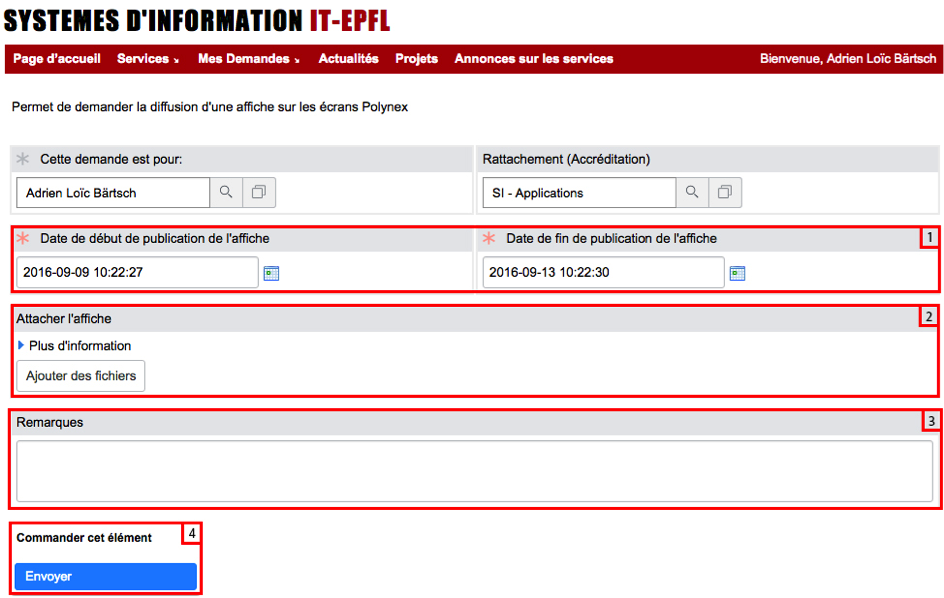 SYSTEMES D'INFORMATION IT-EPFL
Page d'accueil Services Mes Demandes Actualités Projets Annonces sur les services Bienvenue, Adrien Loïc Bärtsch
Permet de demander la diffusion d'une affiche sur les écrans Polynex
Cette demande est pour: Rattachement (Accréditation)
Adrien Loïc Bärtsch SI - Applications
Date de début de publication de l'affiche Date de fin de publication de l'affiche 1
2016-09-09 10:22:27 2016-09-13 10:22:30
Attacher l'affiche 2
Plus d'information
Ajouter des fichiers
Remarques 3
Commander cet élément 4
Envoyer